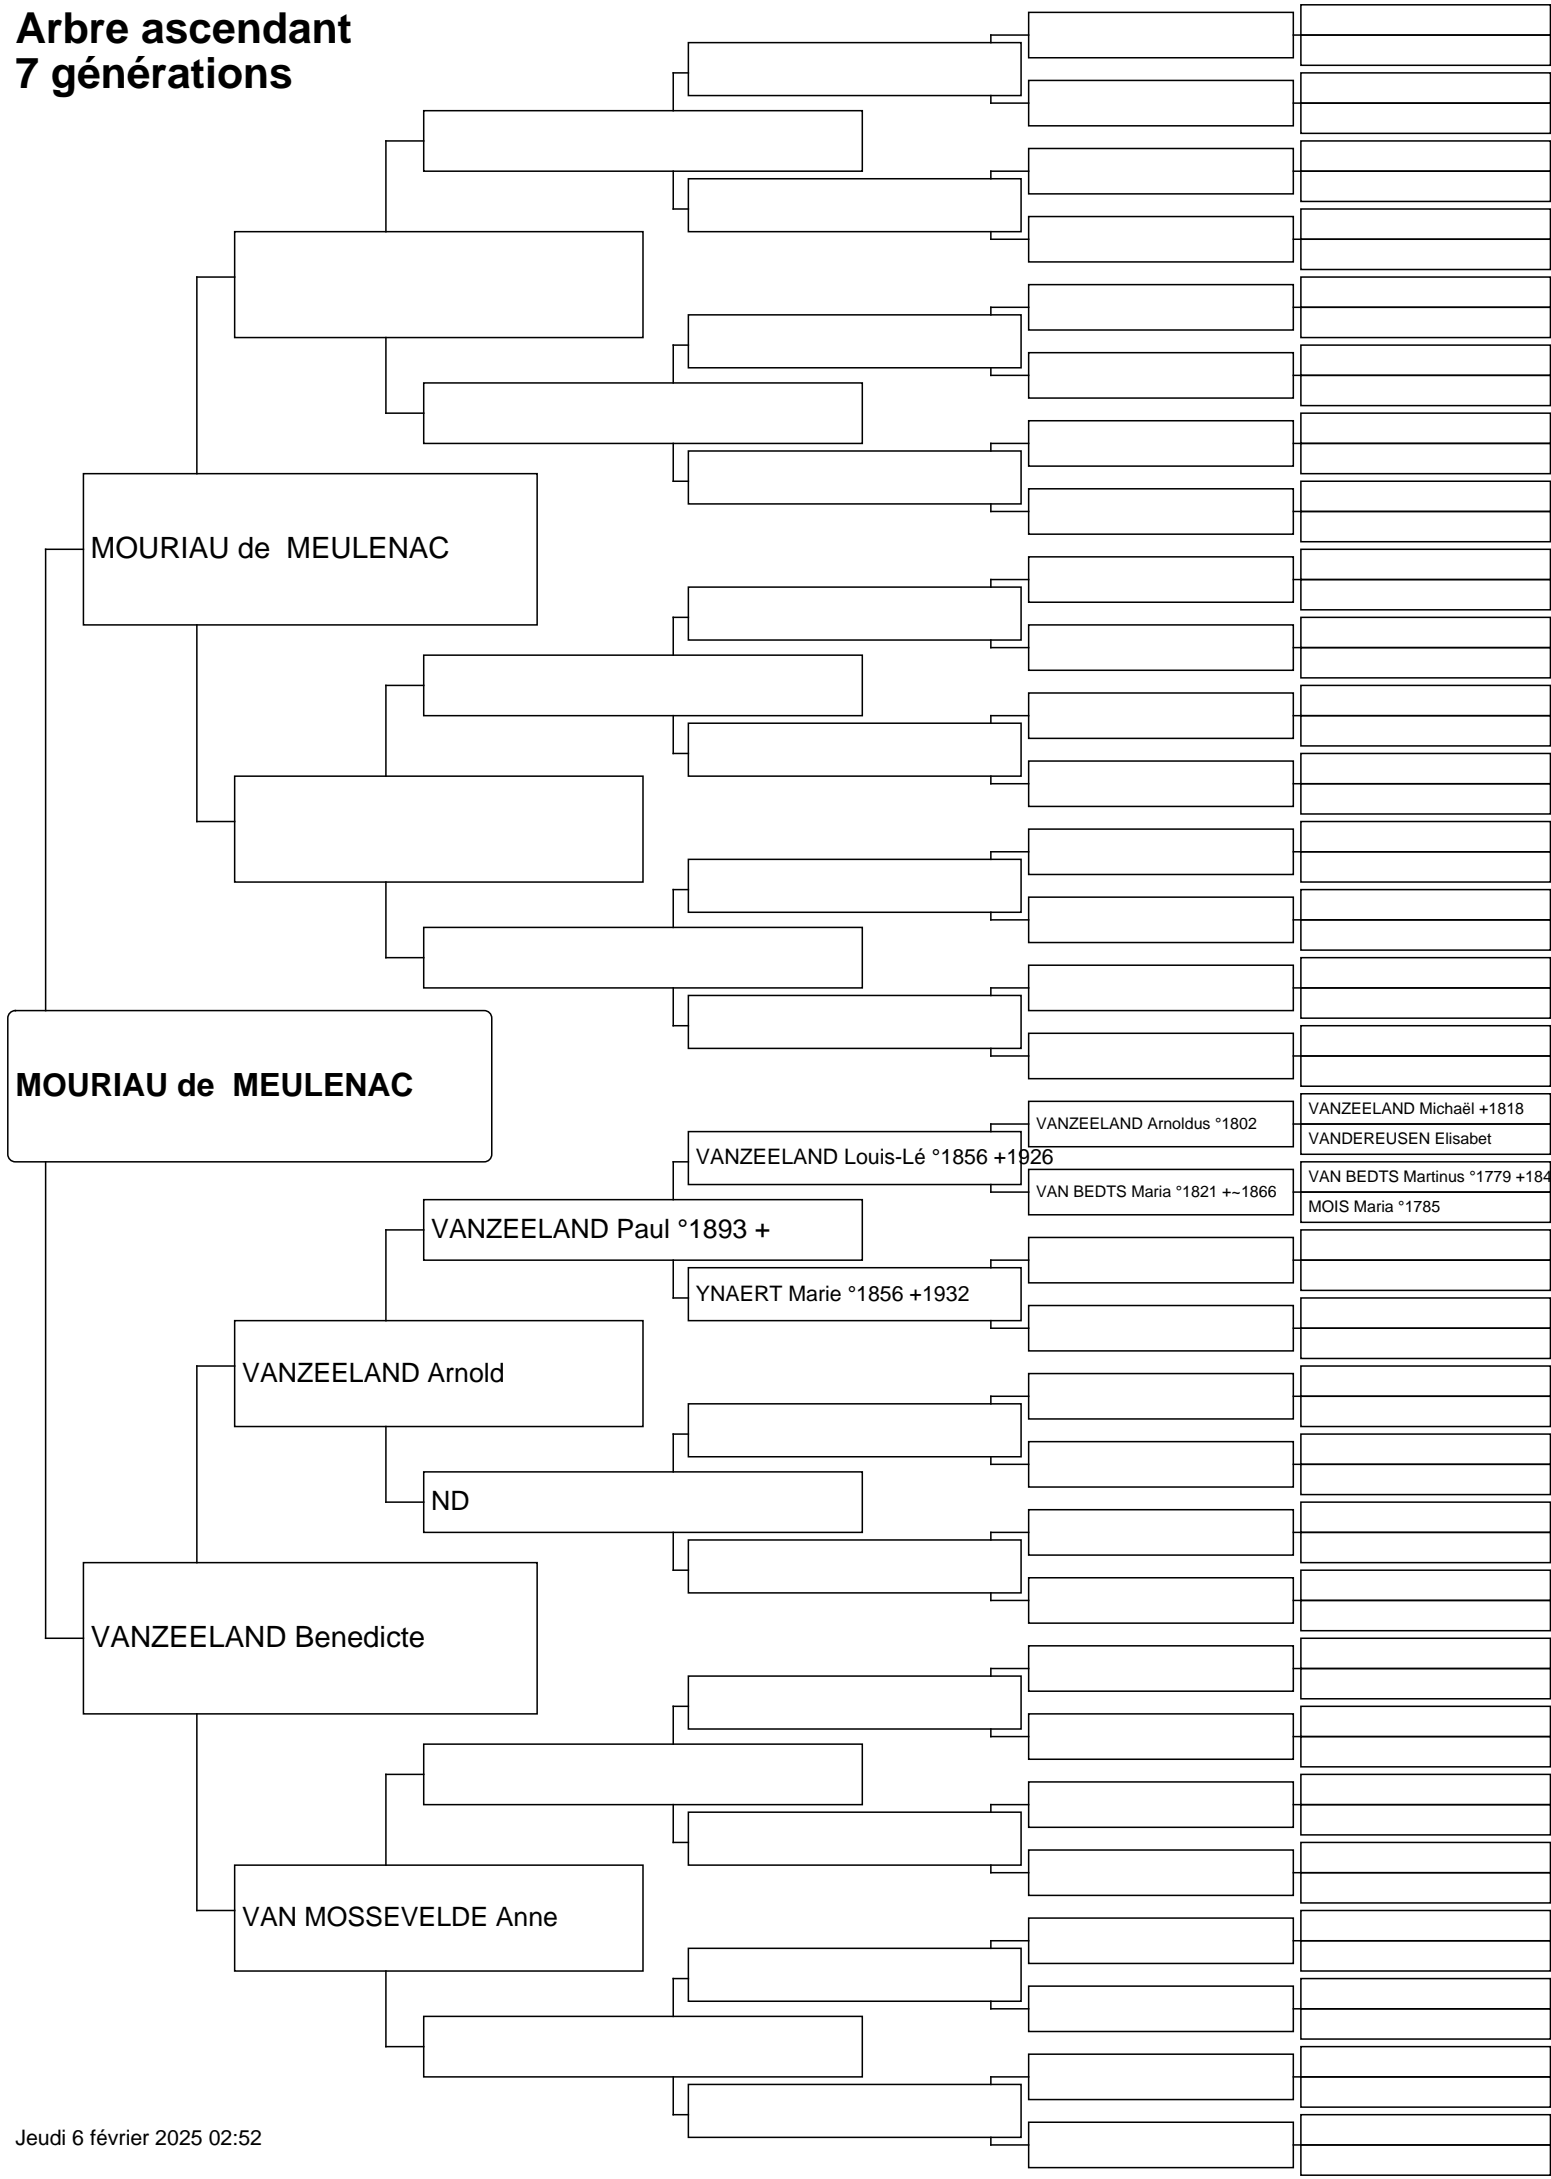 Arbre ascendant
7 générations
MOURIAU de  MEULENAC
MOURIAU de  MEULENAC
VANZEELAND Arnoldus °1802
VANZEELAND Michaël +1818
VANDEREUSEN Elisabet
VANZEELAND Louis-Lé °1856 +1926
VAN BEDTS Maria °1821 +~1866
VAN BEDTS Martinus °1779 +184
MOIS Maria °1785
VANZEELAND Paul °1893 +
YNAERT Marie °1856 +1932
VANZEELAND Arnold
ND
VANZEELAND Benedicte
VAN MOSSEVELDE Anne
Jeudi 6 février 2025 02:52